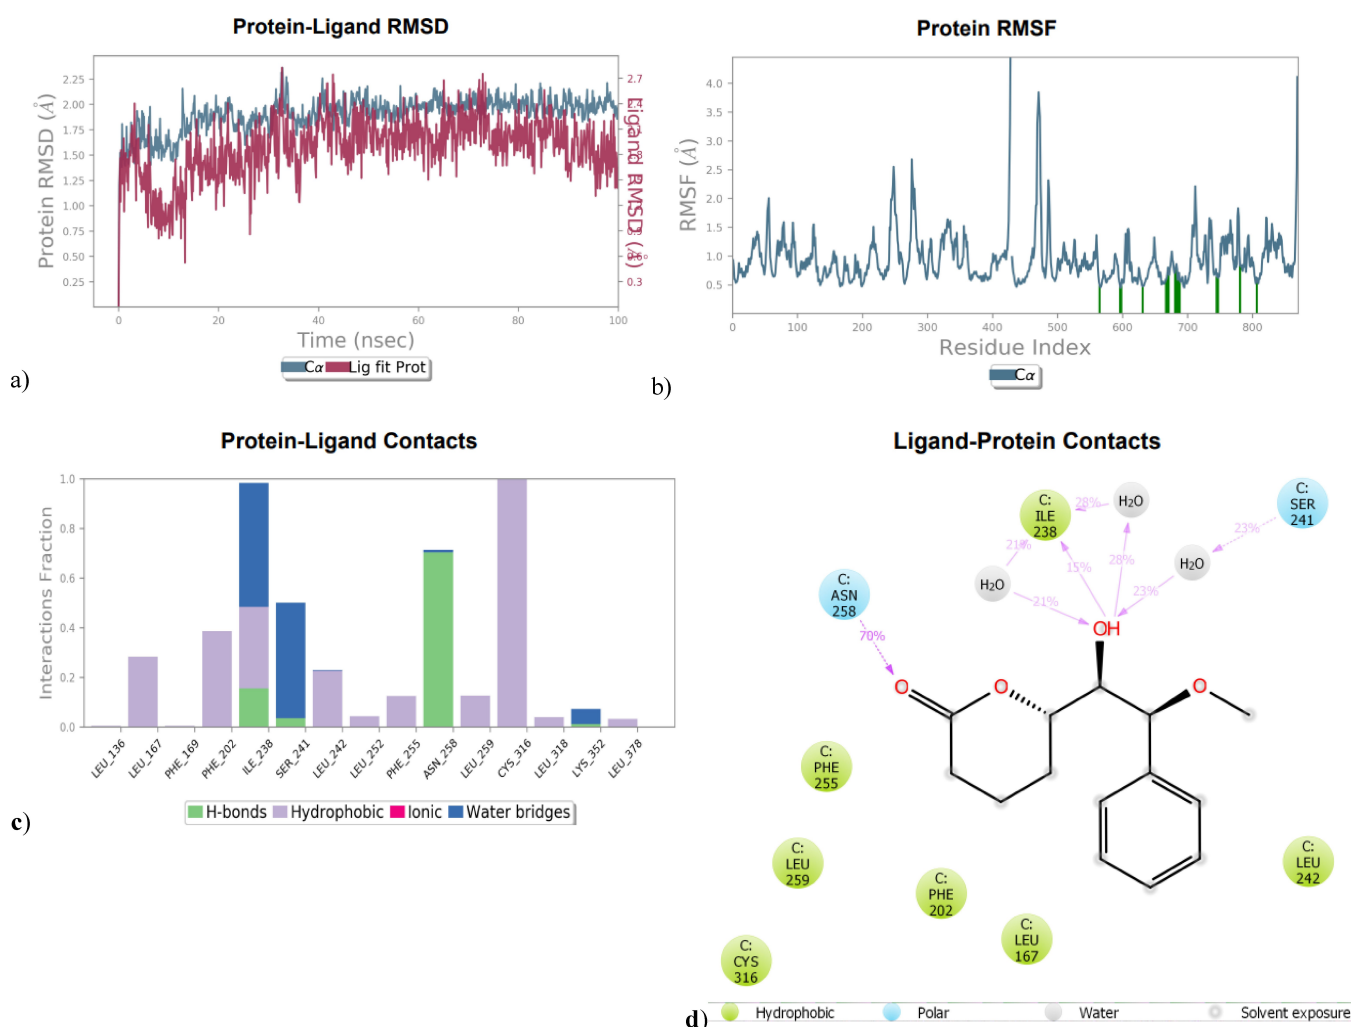 Protein-Ligand RMSD
Protein RMSD (Å)
2.25
2.00
1.75
1.50
1.25
1.00
0.75
0.50
0.25
2.7
0.3
Ligand RMSD (Å)
0 20 40 60 80 100
Time (nsec)
Cα Lig fit Prot
a)
Protein RMSF
RMSF (Å)
4.0
3.5
3.0
2.5
2.0
1.5
1.0
0.5
0 100 200 300 400 500 600 700 800
Residue Index
Cα
b)
Protein-Ligand Contacts
Interactions Fraction
1.0
0.8
0.6
0.4
0.2
0.0
LEU_136 LEU_167 PHE_169 PHE_202 ILE_238 SER_241 LEU_242 LEU_252 PHE_255 ASN_258 LEU_259 CYS_316 LEU_318 LYS_352 LEU_378
H-bonds Hydrophobic Ionic Water bridges
c)
Ligand-Protein Contacts
C:
ILE
238
28%
H₂O
C:
SER
241
23%
21%
15%
28%
H₂O
H₂O
21%
23%
C:
ASN
258
70%
OH
O
O
O
C:
PHE
255
C:
LEU
259
C:
PHE
202
C:
LEU
167
C:
LEU
242
C:
CYS
316
Hydrophobic Polar Water Solvent exposure
d)